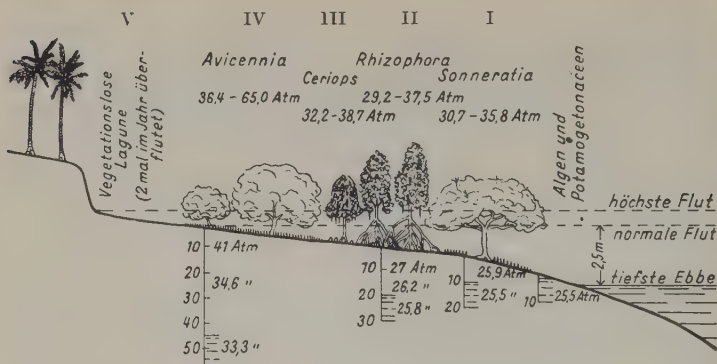 V IV III II I
Vegetationslose
Lagune
(2 mal im Jahr über-
flutet)
Avicennia
36,4 – 65,0 Atm
Ceriops
32,2 – 38,7 Atm
Rhizophora
29,2 – 37,5 Atm
Sonneratia
30,7 – 35,8 Atm
Algen und
Potamogetonaceen
höchste Flut
normale Flut
2,5 m
tiefste Ebbe
10 41 Atm
20
34,6 "
30
40
50 33,3 "
10 27 Atm
26,2 "
20
25,8 "
30
25,9 Atm
10
25,5 "
20
10 25,5 Atm